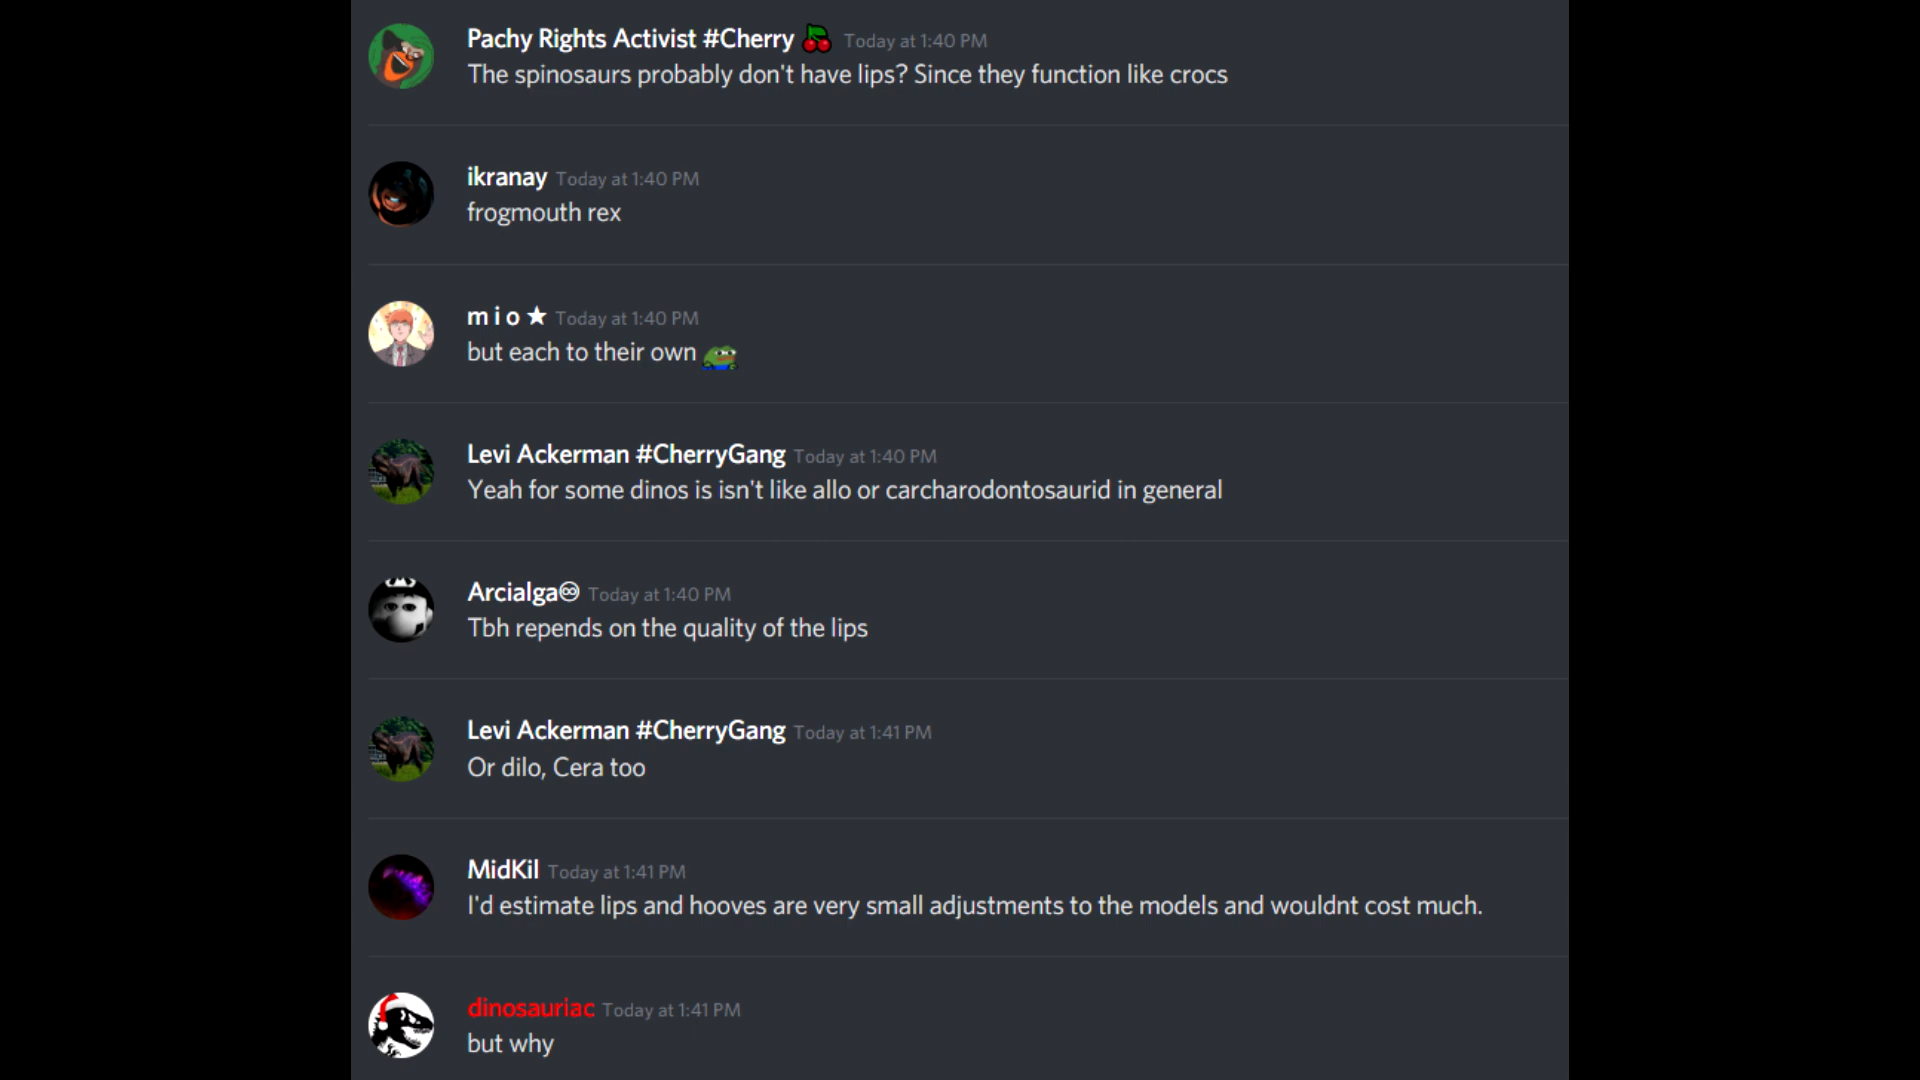 Pachy Rights Activist #Cherry 🍒 Today at 1:40 PM
The spinosaurs probably don't have lips? Since they function like crocs
ikranay Today at 1:40 PM
frogmouth rex
m i o ★ Today at 1:40 PM
but each to their own
Levi Ackerman #CherryGang Today at 1:40 PM
Yeah for some dinos is isn't like allo or carcharodontosaurid in general
Arcialga♾ Today at 1:40 PM
Tbh repends on the quality of the lips
Levi Ackerman #CherryGang Today at 1:41 PM
Or dilo, Cera too
MidKil Today at 1:41 PM
I'd estimate lips and hooves are very small adjustments to the models and wouldnt cost much.
dinosauriac Today at 1:41 PM
but why